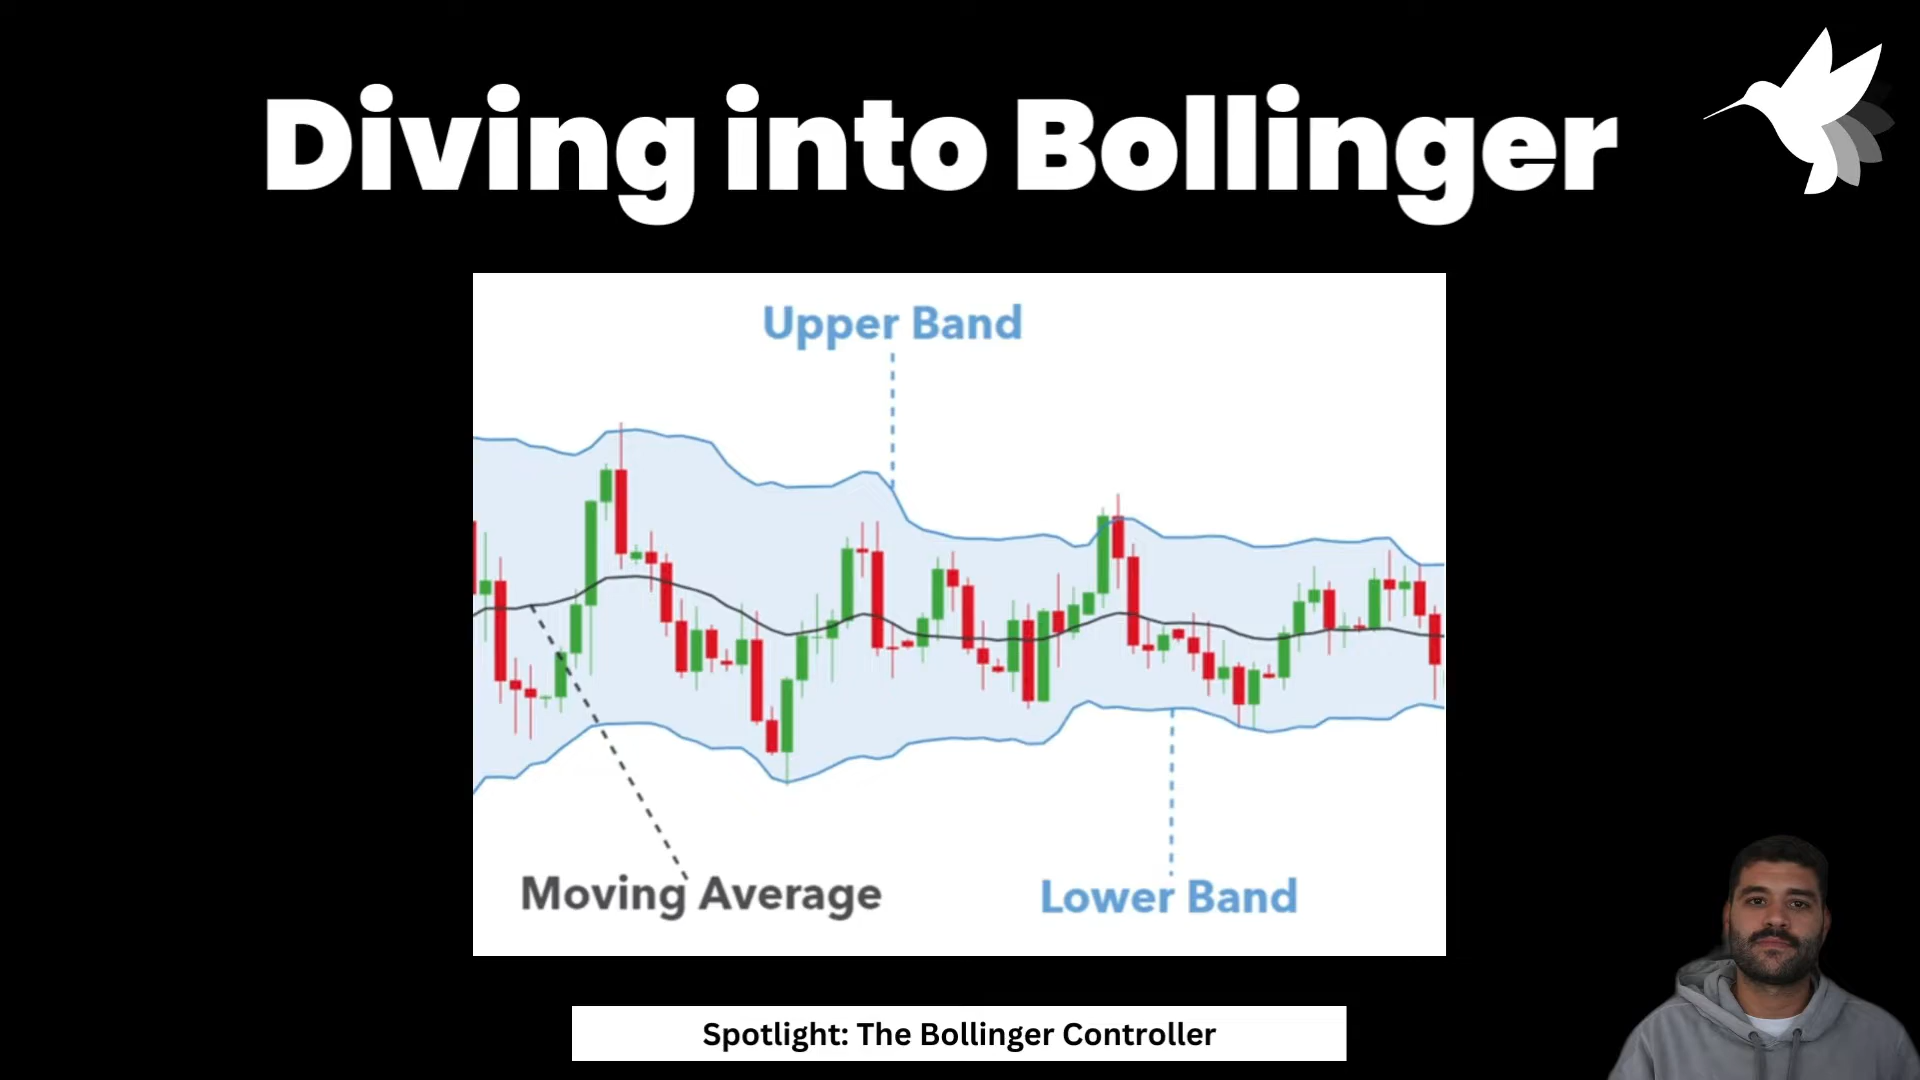 Diving into Bollinger
Upper Band
Moving Average
Lower Band
Spotlight: The Bollinger Controller